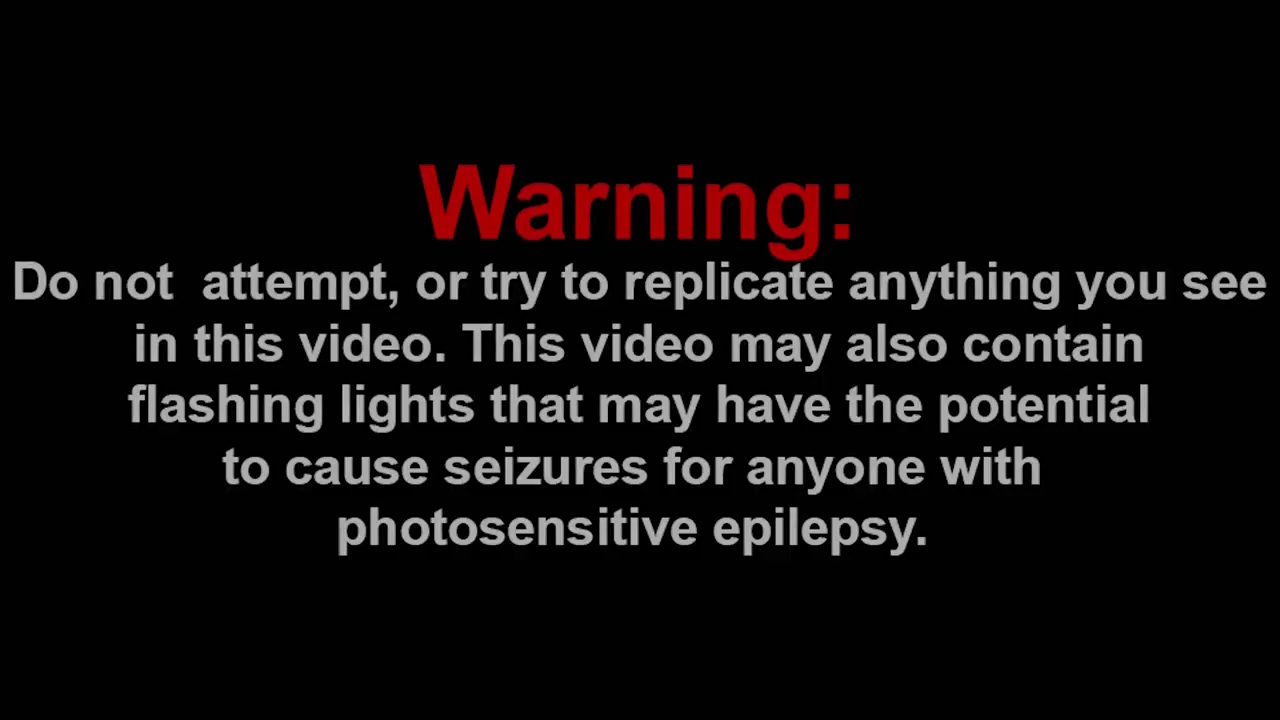 Warning:
Do not  attempt, or try to replicate anything you see
in this video. This video may also contain
flashing lights that may have the potential
to cause seizures for anyone with
photosensitive epilepsy.